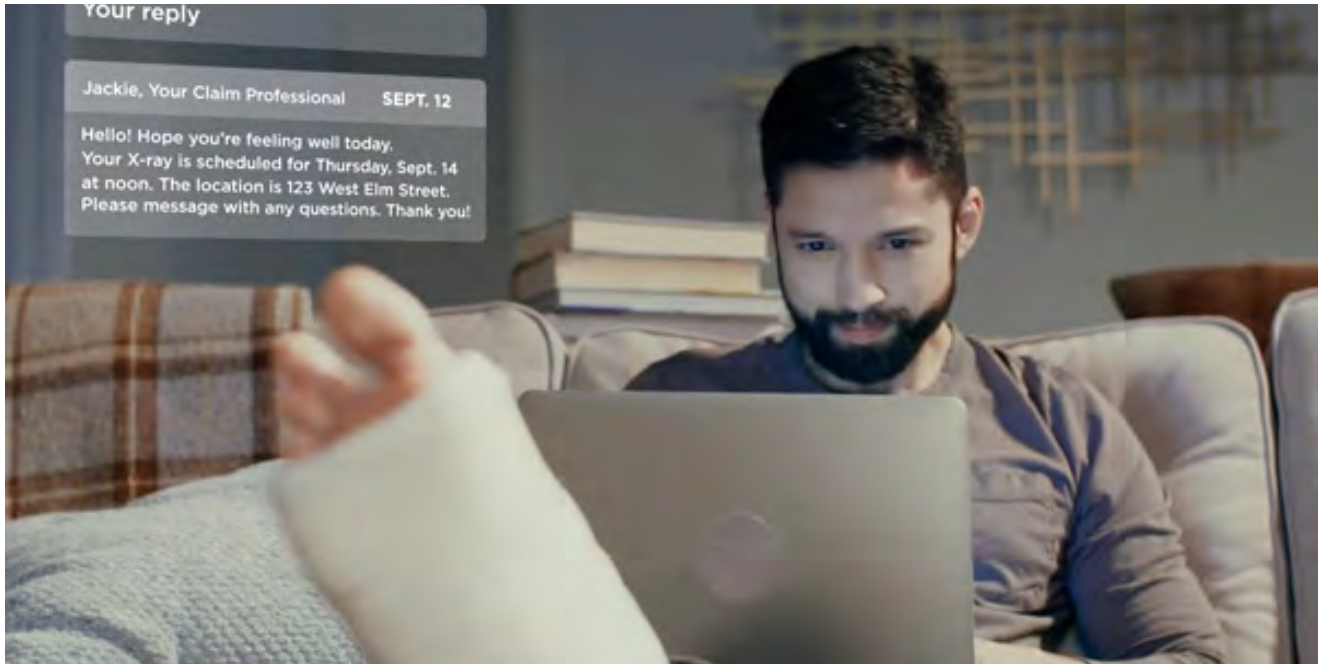 Your reply
Jackie, Your Claim Professional SEPT. 12
Hello! Hope you're feeling well today.
Your X-ray is scheduled for Thursday, Sept. 14
at noon. The location is 123 West Elm Street.
Please message with any questions. Thank you!